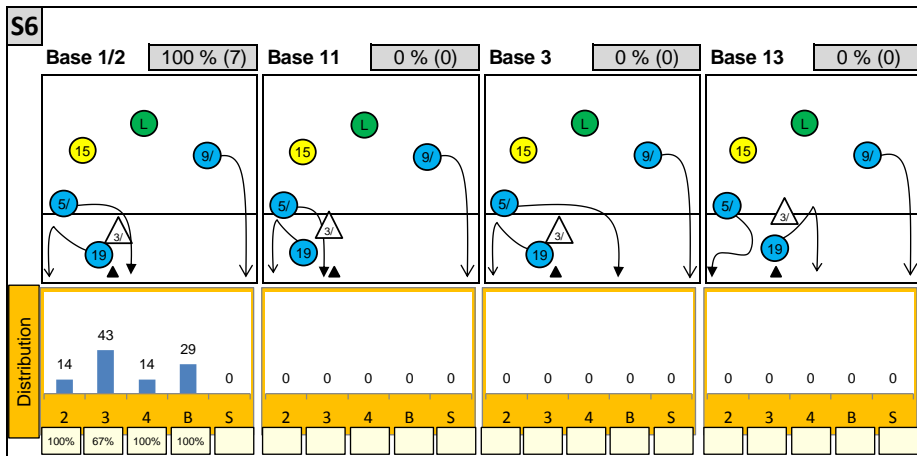 S6
Base 1/2 100 % (7) Base 11 0 % (0) Base 3 0 % (0) Base 13 0 % (0)
L L L L
15 9/ 15 9/ 15 9/ 15 9/
5/ 5/ 5/ 5/
3/ 3/ 3/ 3/
19 19 19 19
Distribution
14 43 14 29 0 0 0 0 0 0 0 0 0 0 0 0 0 0 0 0
2 3 4 B S 2 3 4 B S 2 3 4 B S 2 3 4 B S
100% 67% 100% 100%